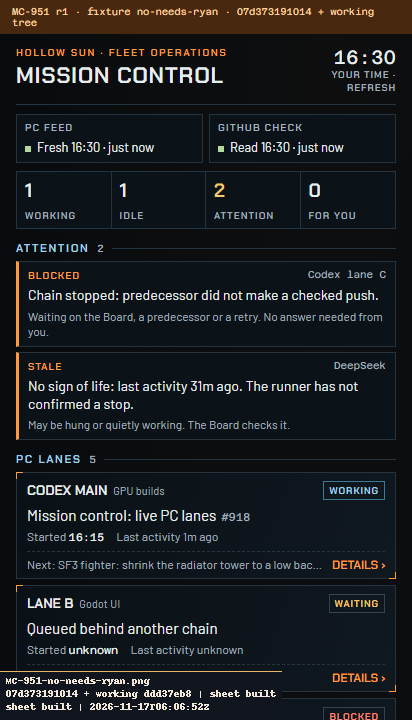 MC-951 r1 · fixture no-needs-ryan · 07d373191014 + working
tree
HOLLOW SUN · FLEET OPERATIONS
MISSION CONTROL
16:30
YOUR TIME ·
REFRESH
PC FEED
Fresh 16:30 · just now
GITHUB CHECK
Read 16:30 · just now
1
WORKING
1
IDLE
2
ATTENTION
0
FOR YOU
ATTENTION 2
BLOCKED
Codex lane C
Chain stopped: predecessor did not make a checked push.
Waiting on the Board, a predecessor or a retry. No answer needed from
you.
STALE
DeepSeek
No sign of life: last activity 31m ago. The runner has not
confirmed a stop.
May be hung or quietly working. The Board checks it.
PC LANES 5
CODEX MAIN GPU builds
WORKING
Mission control: live PC lanes #918
Started 16:15 Last activity 1m ago
Next: SF3 fighter: shrink the radiator tower to a low bac...
DETAILS ›
LANE B Godot UI
WAITING
Queued behind another chain
Started unknown Last activity unknown
DETAILS ›
BLOCKED
MC-951-no-needs-ryan.png
07d373191014 + working ddd37eb8 | sheet built
sheet built | 2026-11-17T06:06:52Z